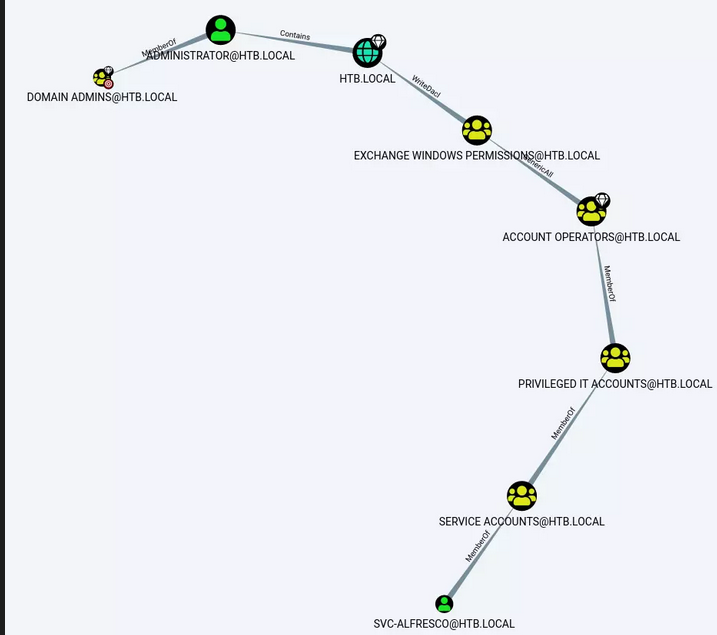 MemberOf
ADMINISTRATOR@HTB.LOCAL
Contains
HTB.LOCAL
DOMAIN ADMINS@HTB.LOCAL
WriteDacl
EXCHANGE WINDOWS PERMISSIONS@HTB.LOCAL
GenericAll
ACCOUNT OPERATORS@HTB.LOCAL
MemberOf
PRIVILEGED IT ACCOUNTS@HTB.LOCAL
MemberOf
SERVICE ACCOUNTS@HTB.LOCAL
MemberOf
SVC-ALFRESCO@HTB.LOCAL